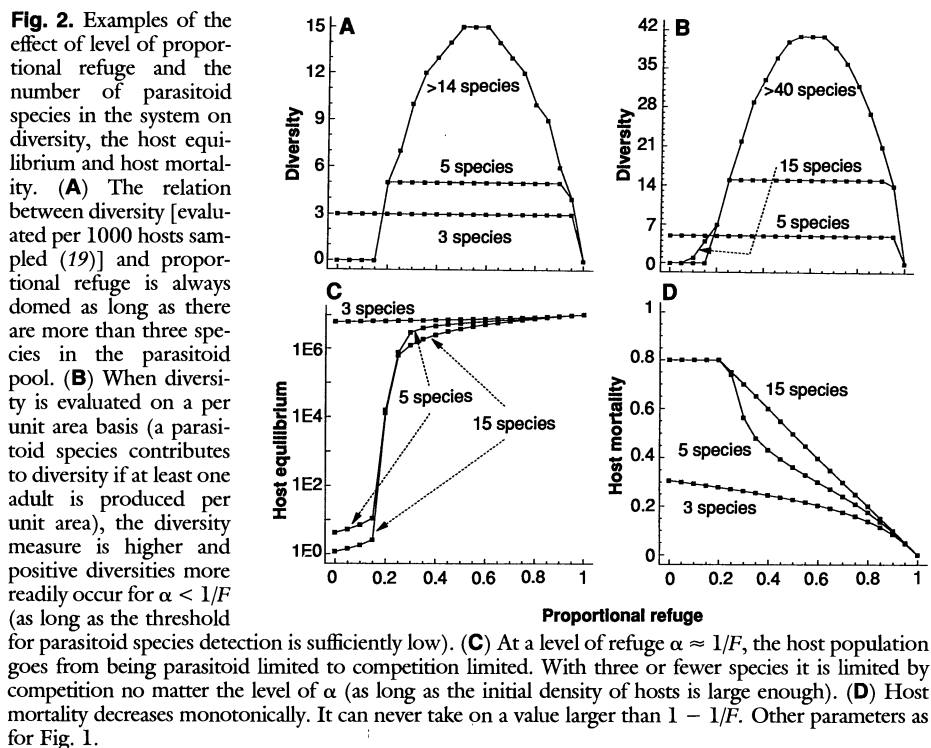 Fig. 2. Examples of the
effect of level of propor-
tional refuge and the
number of parasitoid
species in the system on
diversity, the host equi-
librium and host mortal-
ity. (A) The relation
between diversity [evalu-
ated per 1000 hosts sam-
pled (19)] and propor-
tional refuge is always
domed as long as there
are more than three spe-
cies in the parasitoid
pool. (B) When diversi-
ty is evaluated on a per
unit area basis (a parasi-
toid species contributes
to diversity if at least one
adult is produced per
unit area), the diversity
measure is higher and
positive diversities more
readily occur for α < 1/F
(as long as the threshold
for parasitoid species detection is sufficiently low). (C) At a level of refuge α ≈ 1/F, the host population
goes from being parasitoid limited to competition limited. With three or fewer species it is limited by
competition no matter the level of α (as long as the initial density of hosts is large enough). (D) Host
mortality decreases monotonically. It can never take on a value larger than 1 − 1/F. Other parameters as
for Fig. 1.
A
Diversity
15
12
9
6
3
0
>14 species
5 species
3 species
B
Diversity
42
35
28
21
14
7
0
>40 species
15 species
5 species
C
Host equilibrium
1E6
1E4
1E2
1E0
3 species
5 species
15 species
0 0.2 0.4 0.6 0.8 1
D
Host mortality
1
0.8
0.6
0.4
0.2
0
15 species
5 species
3 species
0 0.2 0.4 0.6 0.8 1
Proportional refuge